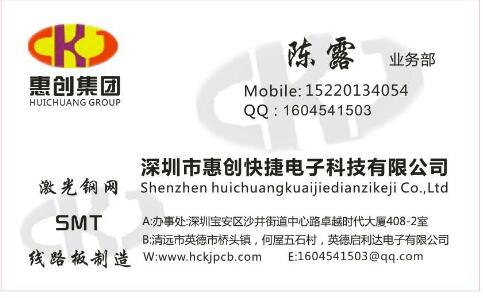 CKJ
惠创集团
HUICHUANG GROUP
陈露 业务部
Mobile: 15220134054
QQ : 1604541503
深圳市惠创快捷电子科技有限公司
Shenzhen huichuangkuaijiedianzikeji Co.,Ltd
激光钢网
SMT
线路板制造
A:办事处:深圳宝安区沙井街道中心路卓越时代大厦408-2室
B:清远市英德市桥头镇，何屋五石村，英德启利达电子有限公司
W:www.hckjpcb.com E:1604541503@qq.com